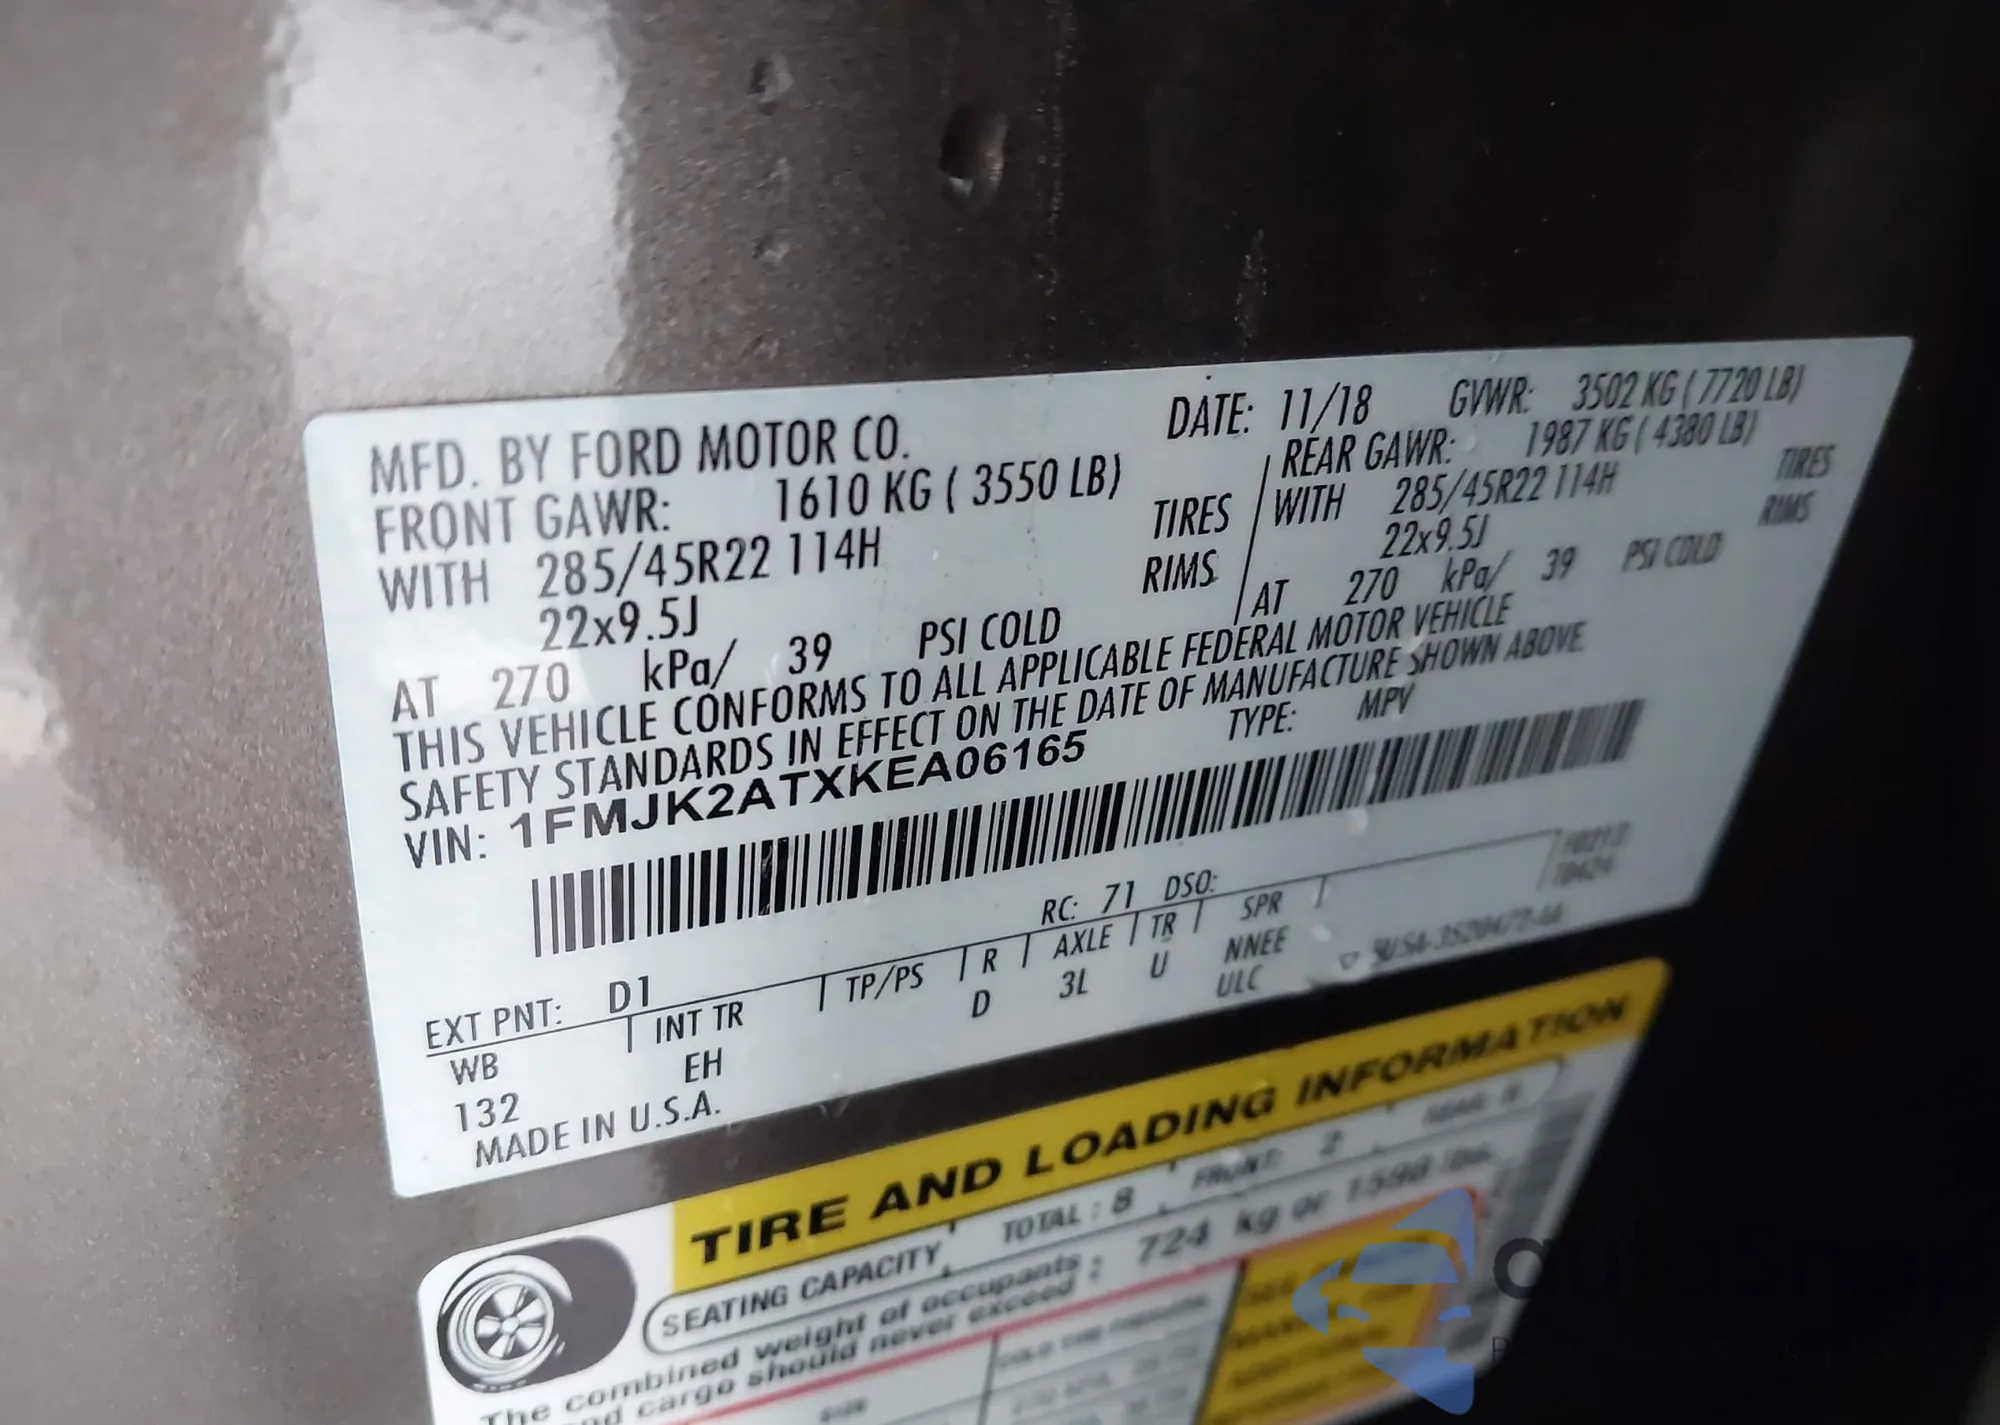 MFD. BY FORD MOTOR CO. DATE: 11/18 GVWR: 3502 KG ( 7720 LB)
FRONT GAWR: 1610 KG ( 3550 LB) REAR GAWR: 1987 KG ( 4380 LB)
WITH 285/45R22 114H TIRES WITH 285/45R22 114H TIRES
22x9.5J RIMS 22x9.5J RIMS
AT 270 kPa/ 39 PSI COLD AT 270 kPa/ 39 PSI COLD
THIS VEHICLE CONFORMS TO ALL APPLICABLE FEDERAL MOTOR VEHICLE
SAFETY STANDARDS IN EFFECT ON THE DATE OF MANUFACTURE SHOWN ABOVE.
VIN: 1FMJK2ATXKEA06165 TYPE: MPV
EXT PNT: D1 RC: 71 DSO:
WB INT TR TP/PS R AXLE TR SPR
132 EH D 3L U NNEE
ULC
MADE IN U.S.A.
TIRE AND LOADING INFORMATION
SEATING CAPACITY TOTAL : 8 FRONT: 2
The combined weight of occupants : 724 kg or 1598 lbs.
and cargo should never exceed :